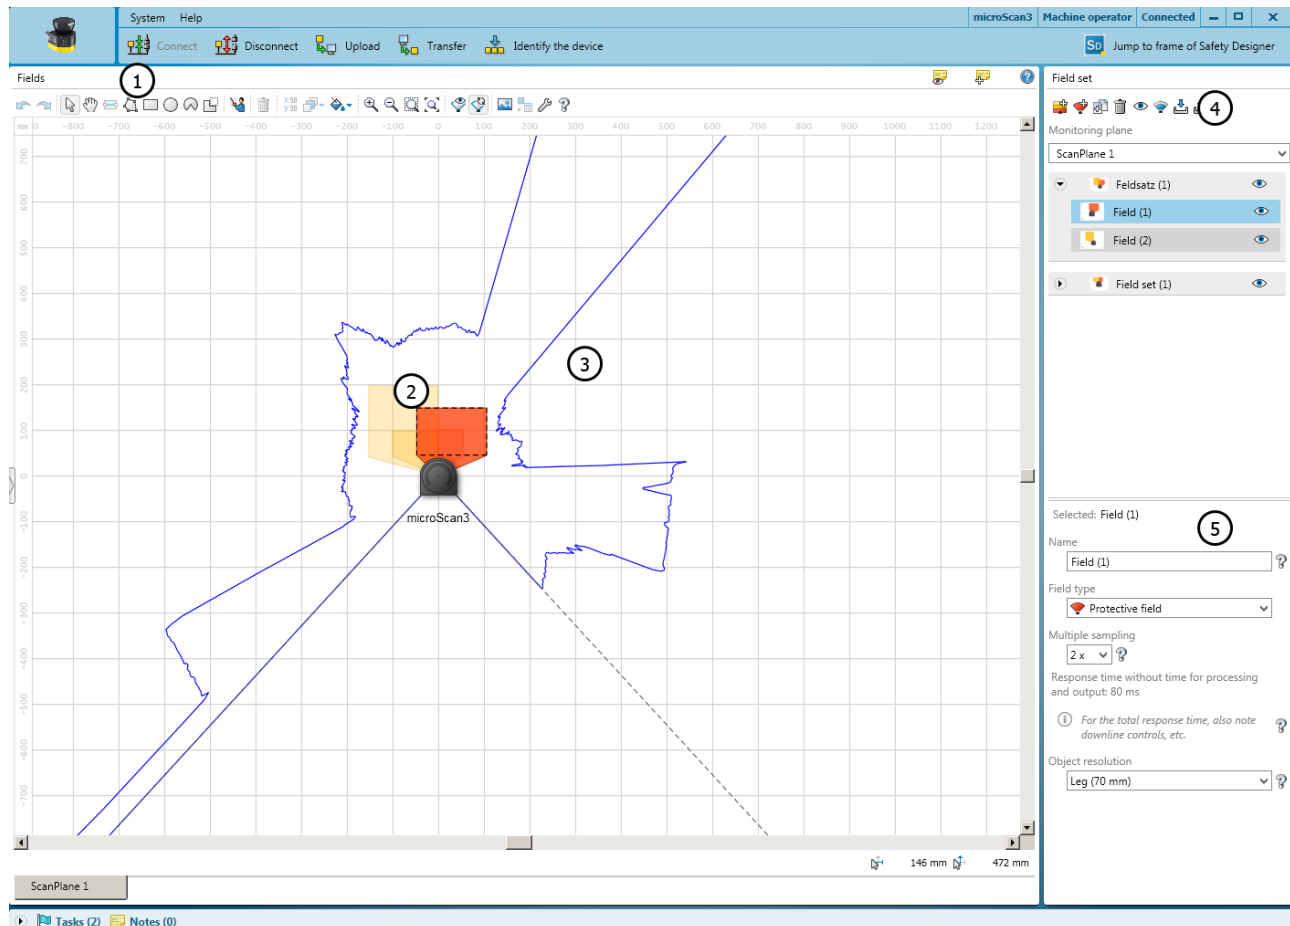 System Help
microScan3 Machine operator Connected
Connect Disconnect Upload Transfer Identify the device
SD Jump to frame of Safety Designer
Fields
1
Field set
x 50
y 30
4
mm 0 -800 -700 -600 -500 -400 -300 -200 -100 0 100 200 300 400 500 600 700 800 900 1000 1100 1200
Monitoring plane
ScanPlane 1
Feldsatz (1)
Field (1)
Field (2)
Field set (1)
700
600
500
400
300
200
100
0
-100
-200
-300
-400
-500
-600
-700
2
3
microScan3
Selected: Field (1)
5
Name
Field (1)
Field type
Protective field
Multiple sampling
2 x
Response time without time for processing
and output: 80 ms
For the total response time, also note
downline controls, etc.
Object resolution
Leg (70 mm)
146 mm 472 mm
ScanPlane 1
Tasks (2) Notes (0)